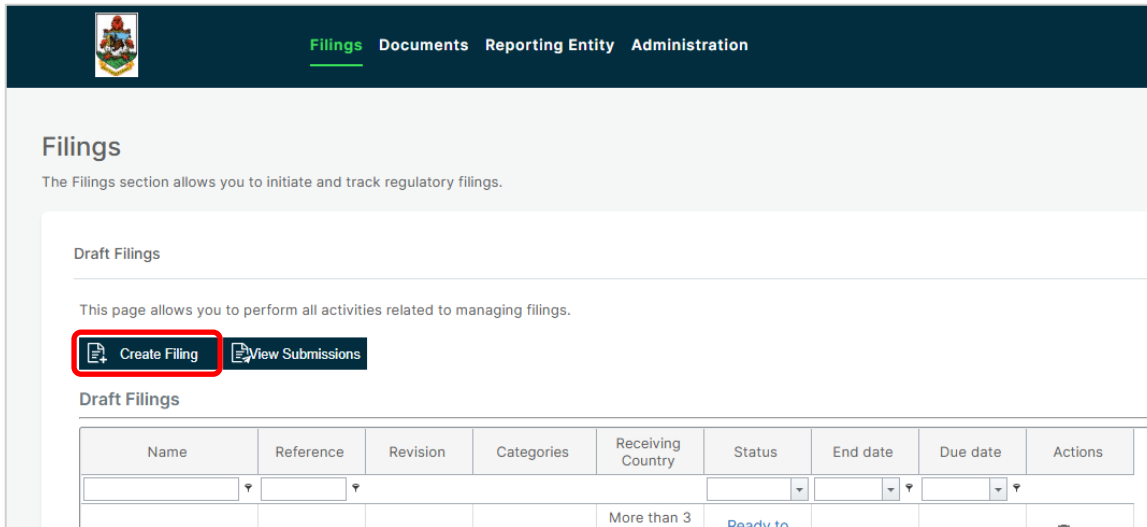 Filings Documents Reporting Entity Administration
Filings
The Filings section allows you to initiate and track regulatory filings.
Draft Filings
This page allows you to perform all activities related to managing filings.
Create Filing View Submissions
Draft Filings
Name Reference Revision Categories Receiving Country Status End date Due date Actions
More than 3 Ready to